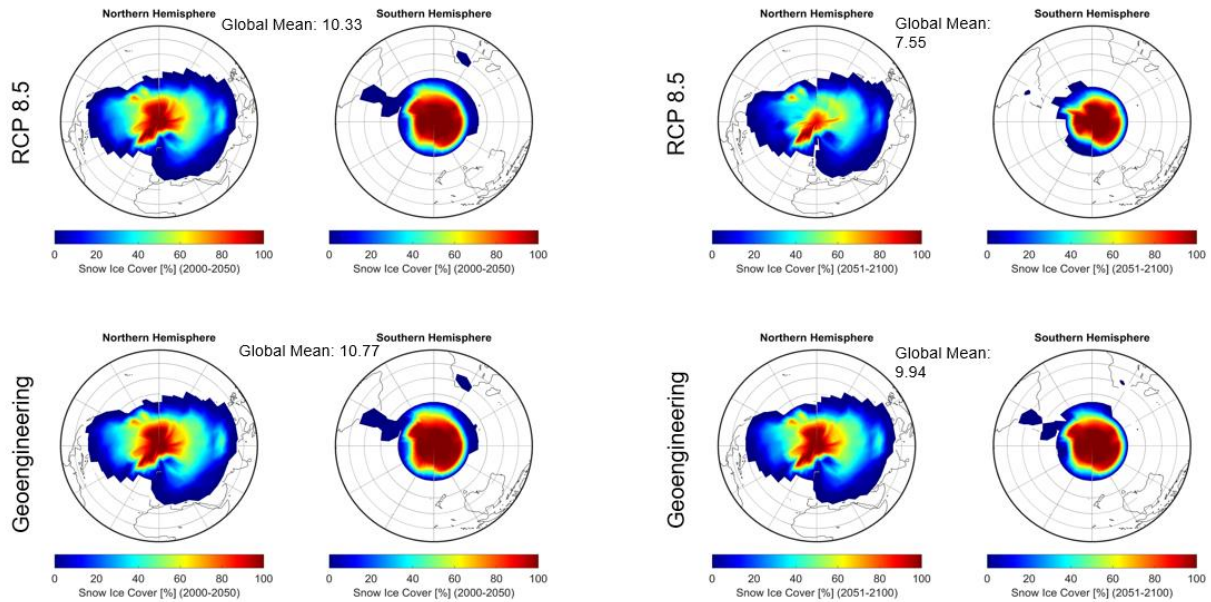 Northern Hemisphere
Global Mean: 10.33
Southern Hemisphere
RCP 8.5
0 20 40 60 80 100
Snow Ice Cover [%] (2000-2050)
0 20 40 60 80 100
Snow Ice Cover [%] (2000-2050)
Northern Hemisphere
Global Mean:
7.55
Southern Hemisphere
RCP 8.5
0 20 40 60 80 100
Snow Ice Cover [%] (2051-2100)
0 20 40 60 80 100
Snow Ice Cover [%] (2051-2100)
Northern Hemisphere
Global Mean: 10.77
Southern Hemisphere
Geoengineering
0 20 40 60 80 100
Snow Ice Cover [%] (2000-2050)
0 20 40 60 80 100
Snow Ice Cover [%] (2000-2050)
Northern Hemisphere
Global Mean:
9.94
Southern Hemisphere
Geoengineering
0 20 40 60 80 100
Snow Ice Cover [%] (2051-2100)
0 20 40 60 80 100
Snow Ice Cover [%] (2051-2100)